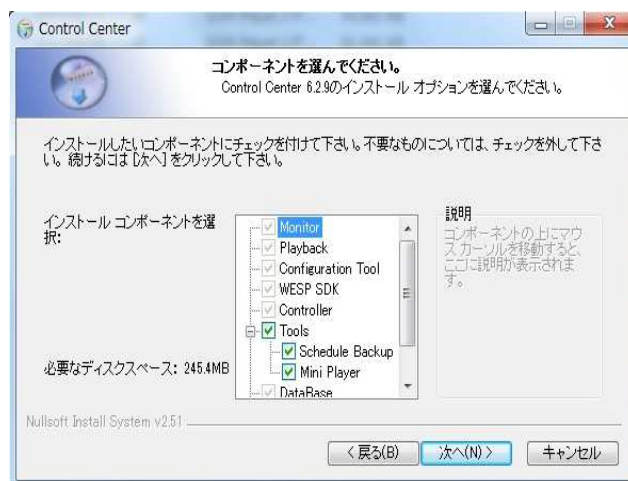 Control Center
コンポーネントを選んでください。
Control Center 6.2.9のインストール オプションを選んでください。
インストールしたいコンポーネントにチェックを付けて下さい。不要なものについては、チェックを外して下さ
い。続けるには [次へ] をクリックして下さい。
インストール コンポーネントを選
択:
Monitor
Playback
Configuration Tool
WESP SDK
Controller
Tools
Schedule Backup
Mini Player
DataBase
説明
コンポーネントの上にマウ
ス カーソルを移動すると、
ここに説明が表示されま
す。
必要なディスクスペース: 245.4MB
Nullsoft Install System v2.51
< 戻る(B)
次へ(N) >
キャンセル